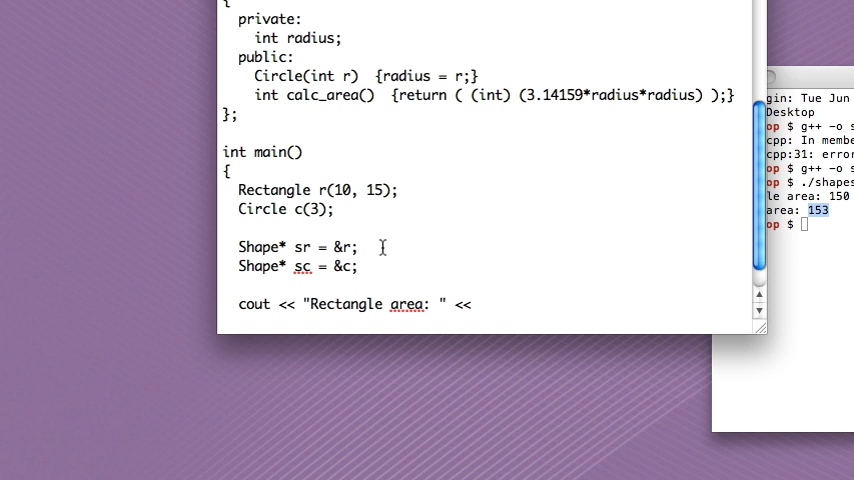 {
private:
int radius;
public:
Circle(int r) {radius = r;}
int calc_area() {return ( (int) (3.14159*radius*radius) );}
};
int main()
{
Rectangle r(10, 15);
Circle c(3);
Shape* sr = &r;
Shape* sc = &c;
cout << "Rectangle area: " <<
gin: Tue Jun
Desktop
op $ g++ -o s
cpp: In membe
cpp:31: error
op $ g++ -o s
op $ ./shapes
le area: 150
area: 153
op $